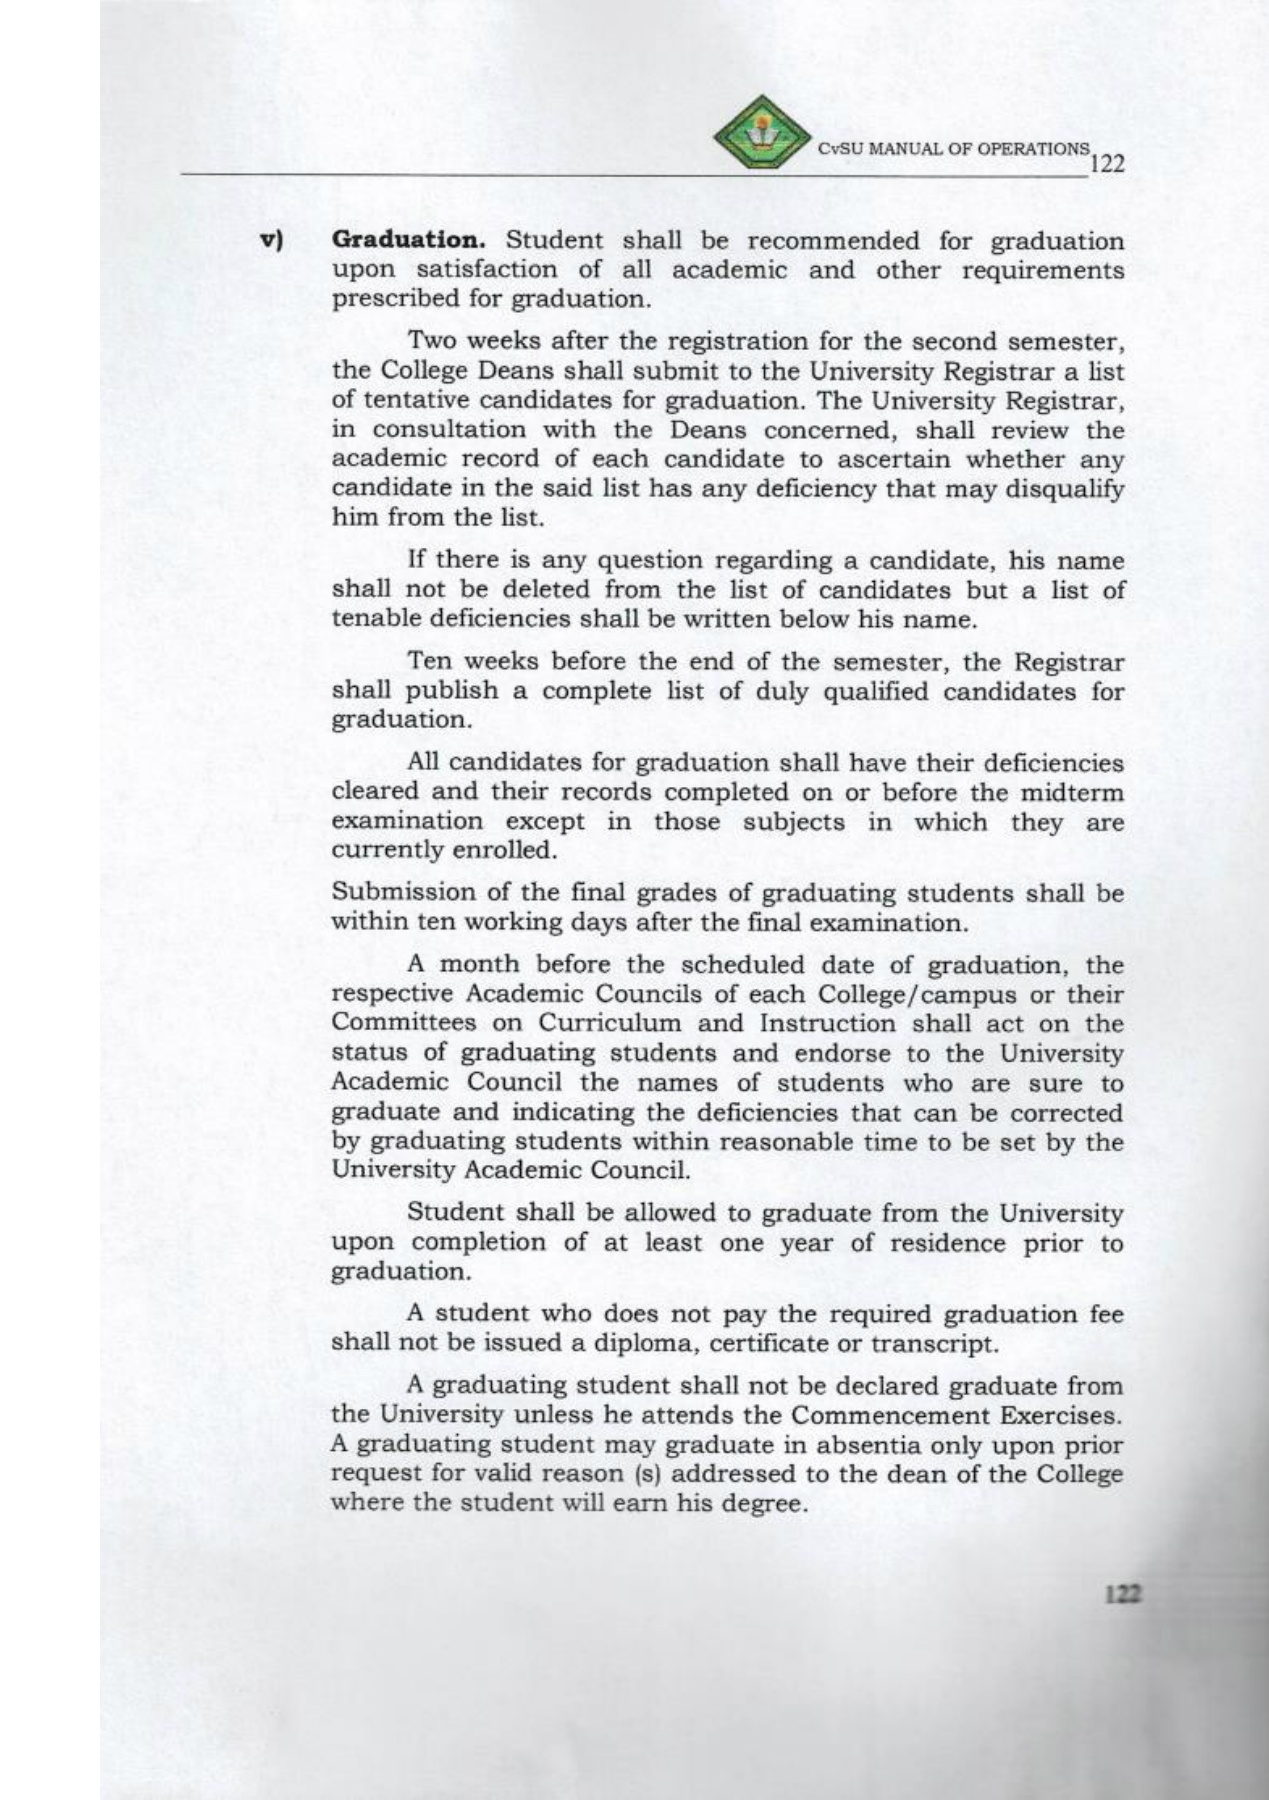 CvSU MANUAL OF OPERATIONS
122
v) Graduation. Student shall be recommended for graduation
upon satisfaction of all academic and other requirements
prescribed for graduation.
Two weeks after the registration for the second semester,
the College Deans shall submit to the University Registrar a list
of tentative candidates for graduation. The University Registrar,
in consultation with the Deans concerned, shall review the
academic record of each candidate to ascertain whether any
candidate in the said list has any deficiency that may disqualify
him from the list.
If there is any question regarding a candidate, his name
shall not be deleted from the list of candidates but a list of
tenable deficiencies shall be written below his name.
Ten weeks before the end of the semester, the Registrar
shall publish a complete list of duly qualified candidates for
graduation.
All candidates for graduation shall have their deficiencies
cleared and their records completed on or before the midterm
examination except in those subjects in which they are
currently enrolled.
Submission of the final grades of graduating students shall be
within ten working days after the final examination.
A month before the scheduled date of graduation, the
respective Academic Councils of each College/campus or their
Committees on Curriculum and Instruction shall act on the
status of graduating students and endorse to the University
Academic Council the names of students who are sure to
graduate and indicating the deficiencies that can be corrected
by graduating students within reasonable time to be set by the
University Academic Council.
Student shall be allowed to graduate from the University
upon completion of at least one year of residence prior to
graduation.
A student who does not pay the required graduation fee
shall not be issued a diploma, certificate or transcript.
A graduating student shall not be declared graduate from
the University unless he attends the Commencement Exercises.
A graduating student may graduate in absentia only upon prior
request for valid reason (s) addressed to the dean of the College
where the student will earn his degree.
122